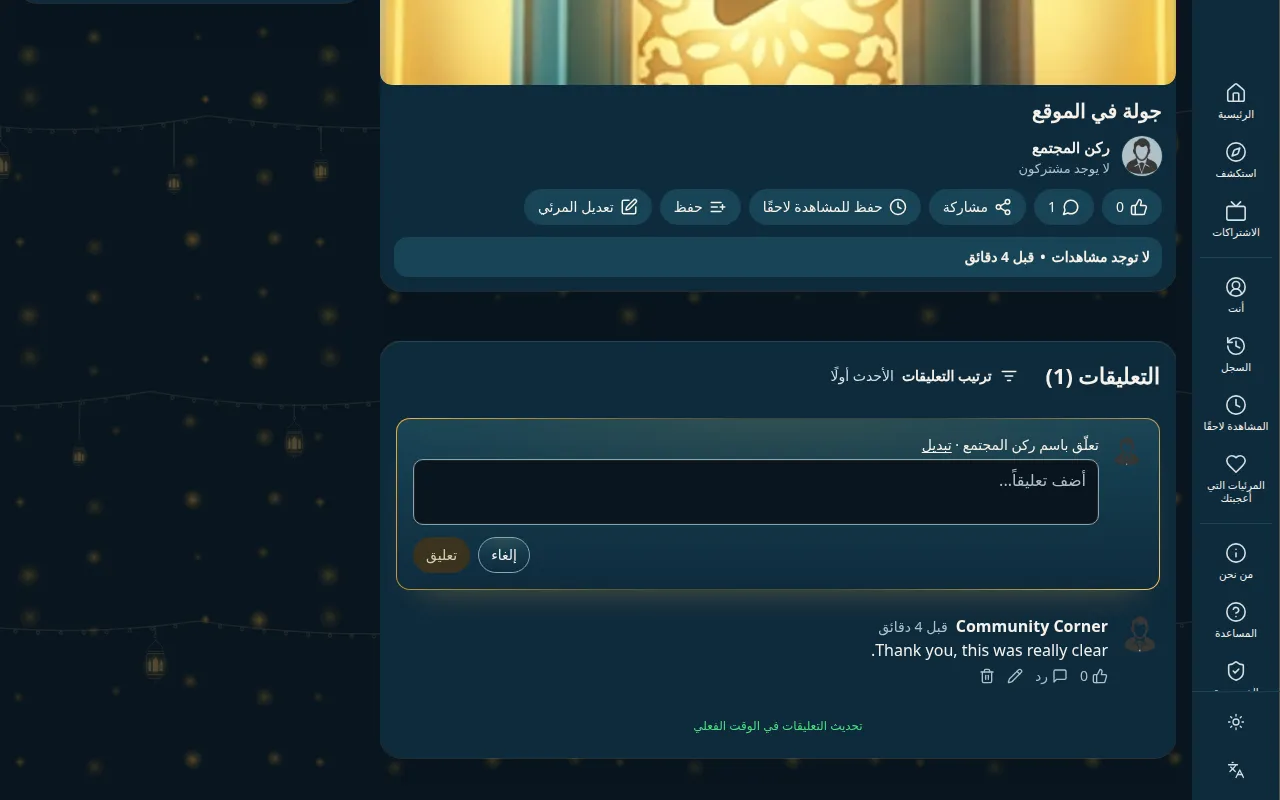 جولة في الموقع
ركن المجتمع
لا يوجد مشتركون
0
1
مشاركة
حفظ للمشاهدة لاحقًا
حفظ
تعديل المرئي
لا توجد مشاهدات • قبل 4 دقائق
التعليقات (1)
ترتيب التعليقات الأحدث أولًا
تعلّق باسم ركن المجتمع · تبديل
أضف تعليقاً...
إلغاء
تعليق
Community Corner قبل 4 دقائق
.Thank you, this was really clear
0
رد
تحديث التعليقات في الوقت الفعلي
الرئيسية
استكشف
الاشتراكات
أنت
السجل
المشاهدة لاحقًا
المرئيات التي
أعجبتك
من نحن
المساعدة